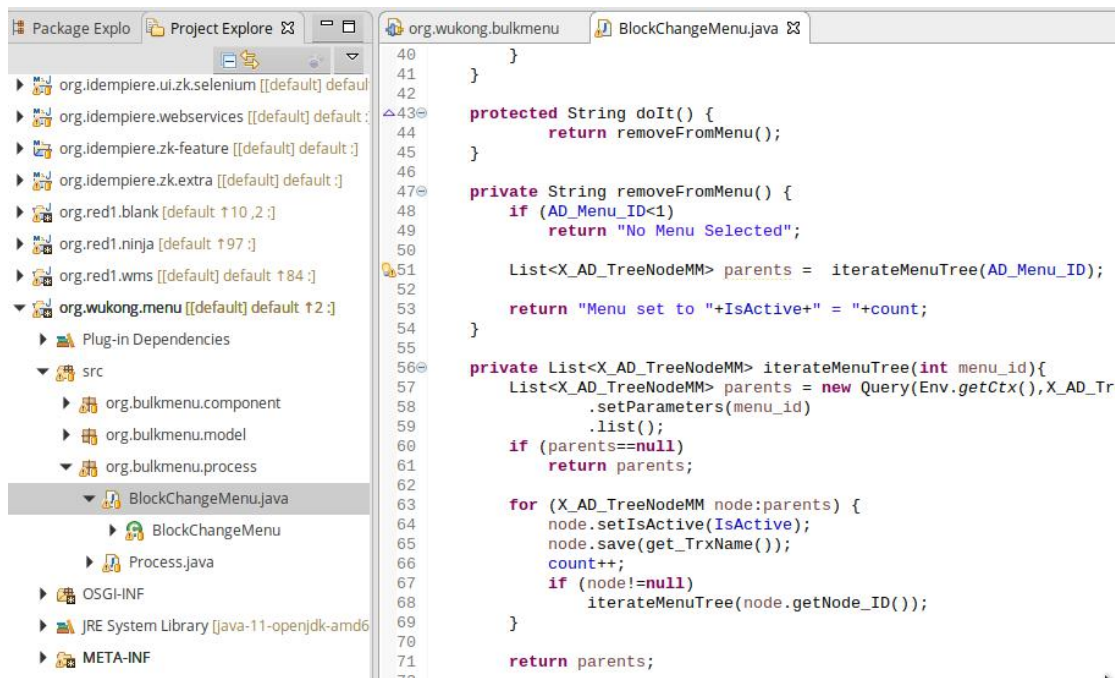 Package Explo
Project Explore
org.idempiere.ui.zk.selenium [[default] defaul
org.idempiere.webservices [[default] default :
org.idempiere.zk-feature [[default] default :]
org.idempiere.zk.extra [[default] default :]
org.red1.blank [default ↑10 ,2 :]
org.red1.ninja [default ↑97 :]
org.red1.wms [[default] default ↑84 :]
org.wukong.menu [[default] default ↑2 :]
Plug-in Dependencies
src
org.bulkmenu.component
org.bulkmenu.model
org.bulkmenu.process
BlockChangeMenu.java
BlockChangeMenu
Process.java
OSGI-INF
JRE System Library [java-11-openjdk-amd6
META-INF
org.wukong.bulkmenu
BlockChangeMenu.java
40 }
41 }
42
43 protected String doIt() {
44 return removeFromMenu();
45 }
46
47 private String removeFromMenu() {
48 if (AD_Menu_ID<1)
49 return "No Menu Selected";
50
51 List<X_AD_TreeNodeMM> parents = iterateMenuTree(AD_Menu_ID);
52
53 return "Menu set to "+IsActive+" = "+count;
54 }
55
56 private List<X_AD_TreeNodeMM> iterateMenuTree(int menu_id){
57 List<X_AD_TreeNodeMM> parents = new Query(Env.getCtx(),X_AD_Tr
58 .setParameters(menu_id)
59 .list();
60 if (parents==null)
61 return parents;
62
63 for (X_AD_TreeNodeMM node:parents) {
64 node.setIsActive(IsActive);
65 node.save(get_TrxName());
66 count++;
67 if (node!=null)
68 iterateMenuTree(node.getNode_ID());
69 }
70
71 return parents;